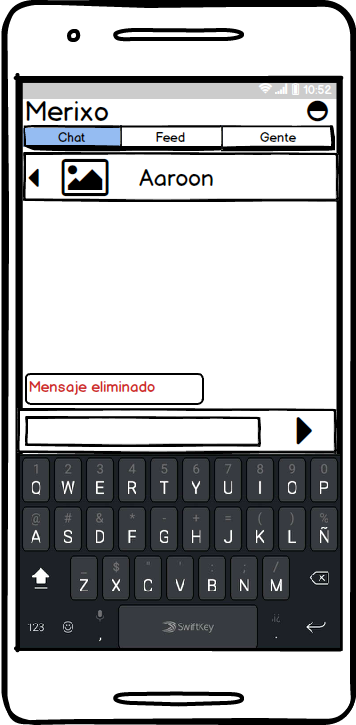 10:52
Merixo
Chat Feed Gente
Aaroon
Mensaje eliminado
1 2 3 4 5 6 7 8 9 0
Q W E R T Y U I O P
@ # & * - + = ( ) %
A S D F G H J K L Ñ
_ $ " ' : ; /
Z X C V B N M
123 , SwiftKey .¿